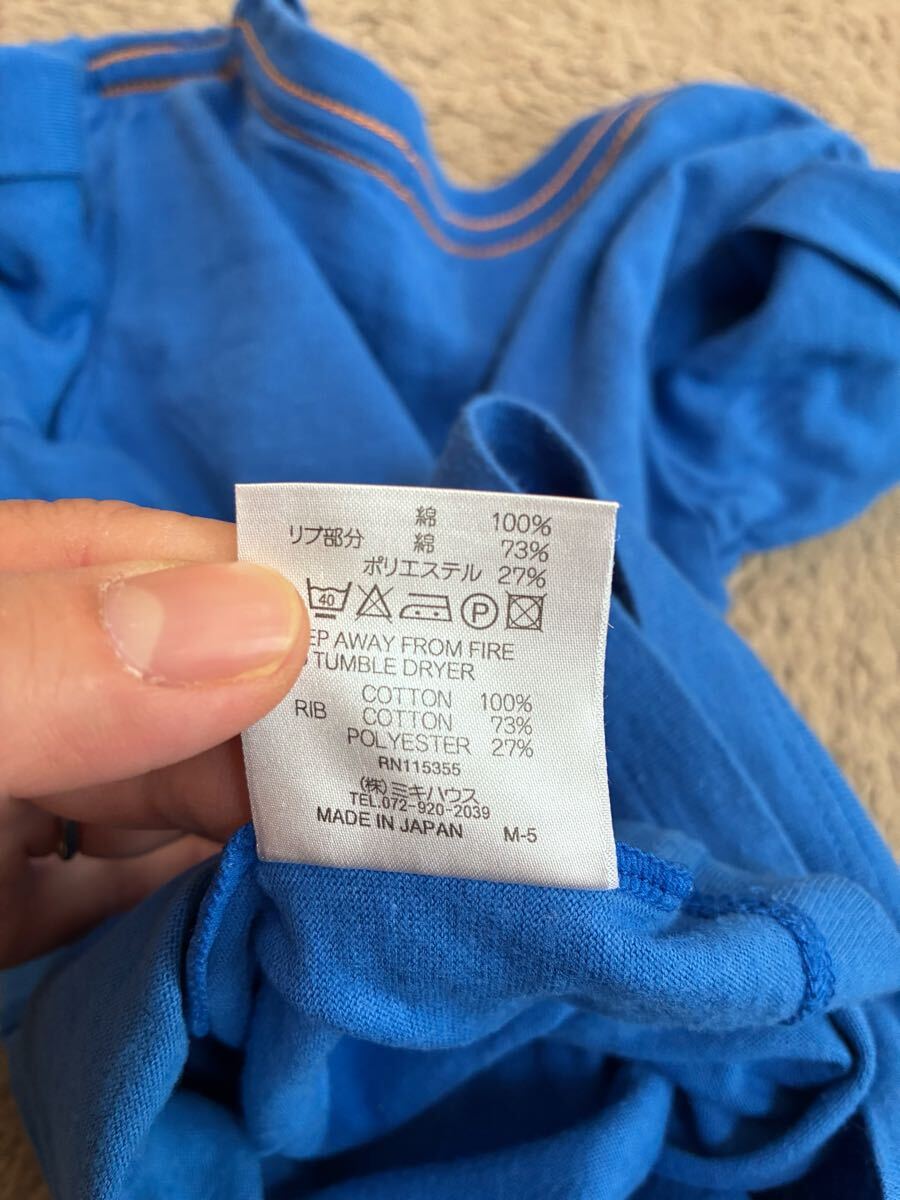 綿 100%
リブ部分 綿 73%
ポリエステル 27%
40 P
EP AWAY FROM FIRE
TUMBLE DRYER
COTTON 100%
RIB COTTON 73%
POLYESTER 27%
RN115355
(株)ミキハウス
TEL.072-920-2039
MADE IN JAPAN M-5